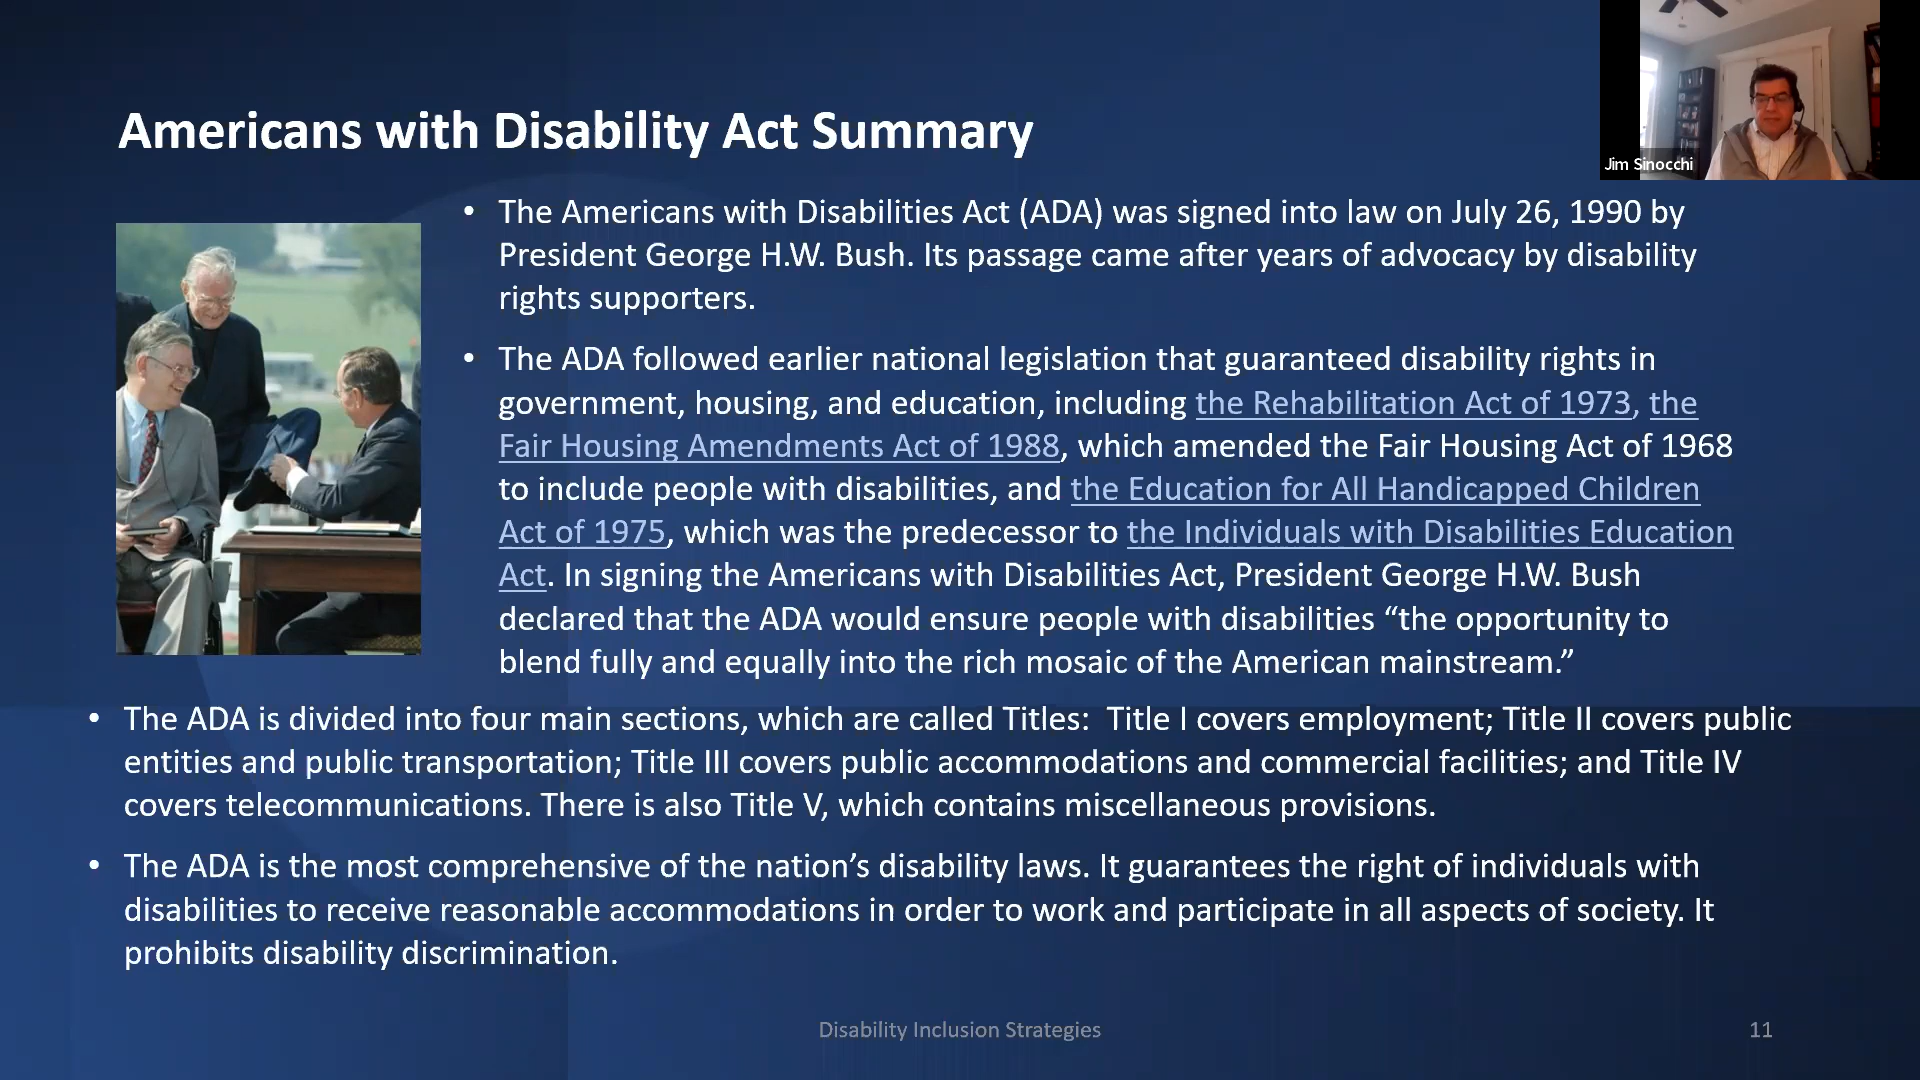 Jim Sinocchi
Americans with Disability Act Summary
• The Americans with Disabilities Act (ADA) was signed into law on July 26, 1990 by
President George H.W. Bush. Its passage came after years of advocacy by disability
rights supporters.
• The ADA followed earlier national legislation that guaranteed disability rights in
government, housing, and education, including the Rehabilitation Act of 1973, the
Fair Housing Amendments Act of 1988, which amended the Fair Housing Act of 1968
to include people with disabilities, and the Education for All Handicapped Children
Act of 1975, which was the predecessor to the Individuals with Disabilities Education
Act. In signing the Americans with Disabilities Act, President George H.W. Bush
declared that the ADA would ensure people with disabilities “the opportunity to
blend fully and equally into the rich mosaic of the American mainstream.”
• The ADA is divided into four main sections, which are called Titles:  Title I covers employment; Title II covers public
entities and public transportation; Title III covers public accommodations and commercial facilities; and Title IV
covers telecommunications. There is also Title V, which contains miscellaneous provisions.
• The ADA is the most comprehensive of the nation’s disability laws. It guarantees the right of individuals with
disabilities to receive reasonable accommodations in order to work and participate in all aspects of society. It
prohibits disability discrimination.
Disability Inclusion Strategies
11